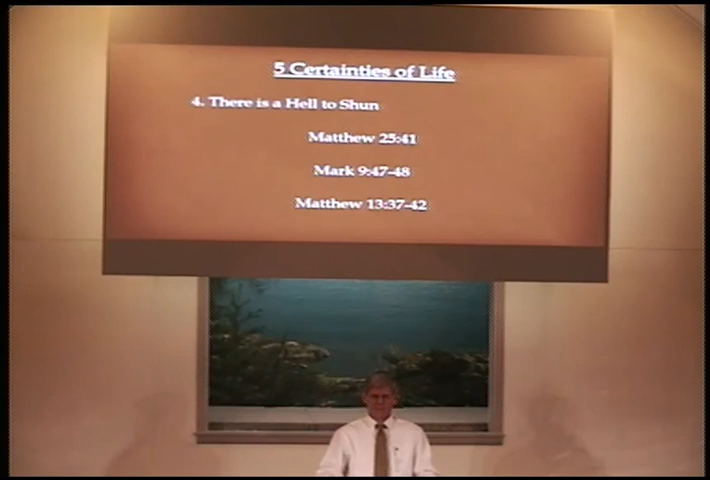 5 Certainties of Life
4. There is a Hell to Shun
Matthew 25:41
Mark 9:47-48
Matthew 13:37-42